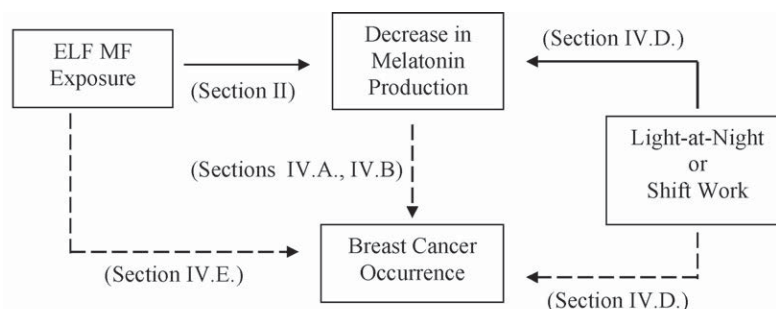 ELF MF
Exposure
(Section II)
Decrease in
Melatonin
Production
(Section IV.D.)
Light-at-Night
or
Shift Work
(Sections IV.A., IV.B)
Breast Cancer
Occurrence
(Section IV.E.)
(Section IV.D.)